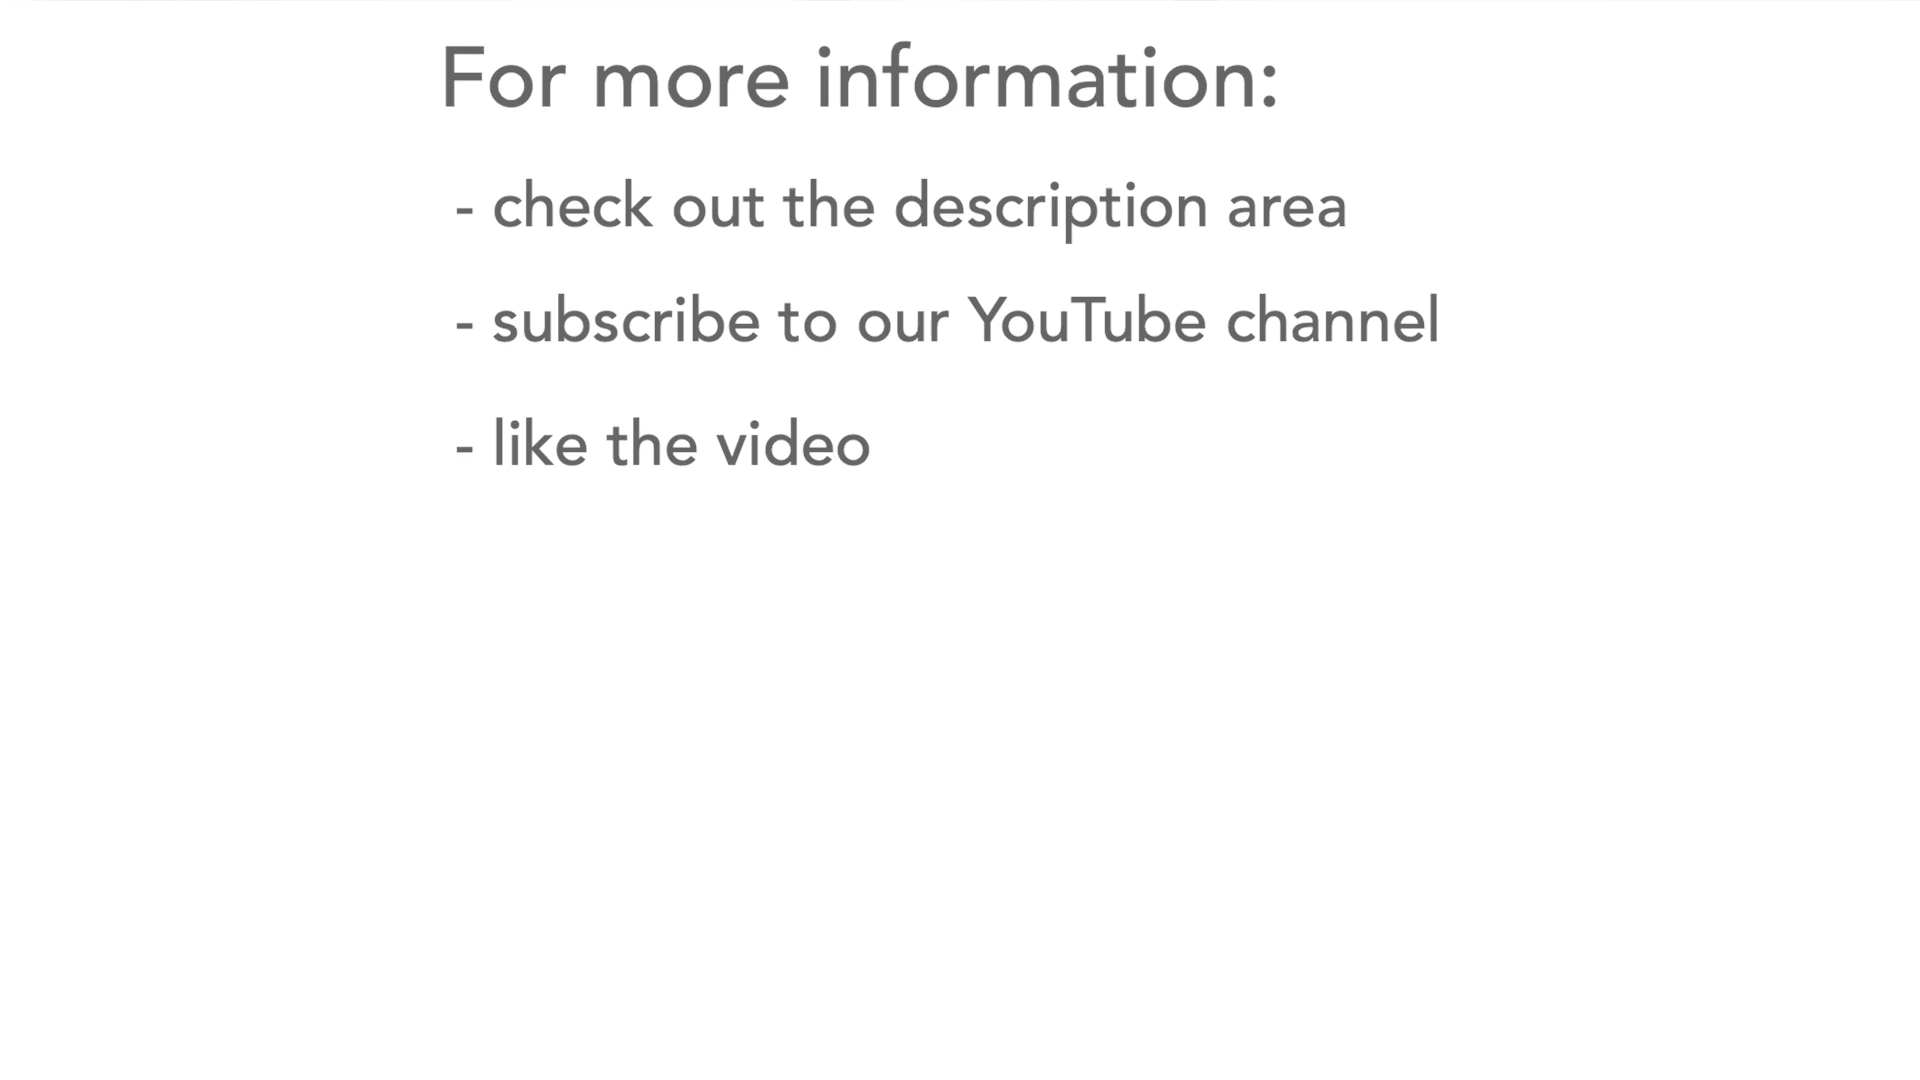 For more information:
- check out the description area
- subscribe to our YouTube channel
- like the video